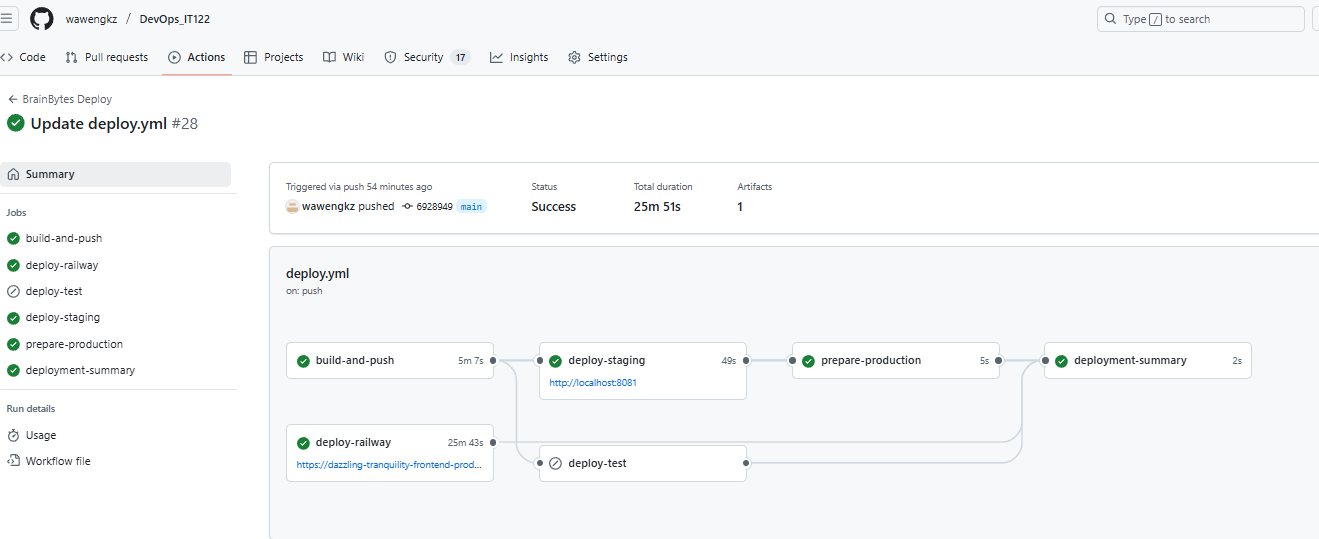 wawengkz / DevOps_IT122
Type / to search
Code Pull requests Actions Projects Wiki Security 17 Insights Settings
BrainBytes Deploy
Update deploy.yml #28
Summary
Jobs
build-and-push
deploy-railway
deploy-test
deploy-staging
prepare-production
deployment-summary
Run details
Usage
Workflow file
Triggered via push 54 minutes ago
wawengkz pushed 6928949 main
Status
Success
Total duration
25m 51s
Artifacts
1
deploy.yml
on: push
build-and-push 5m 7s
deploy-staging 49s
http://localhost:8081
prepare-production 5s
deployment-summary 2s
deploy-railway 25m 43s
https://dazzling-tranquility-frontend-prod...
deploy-test